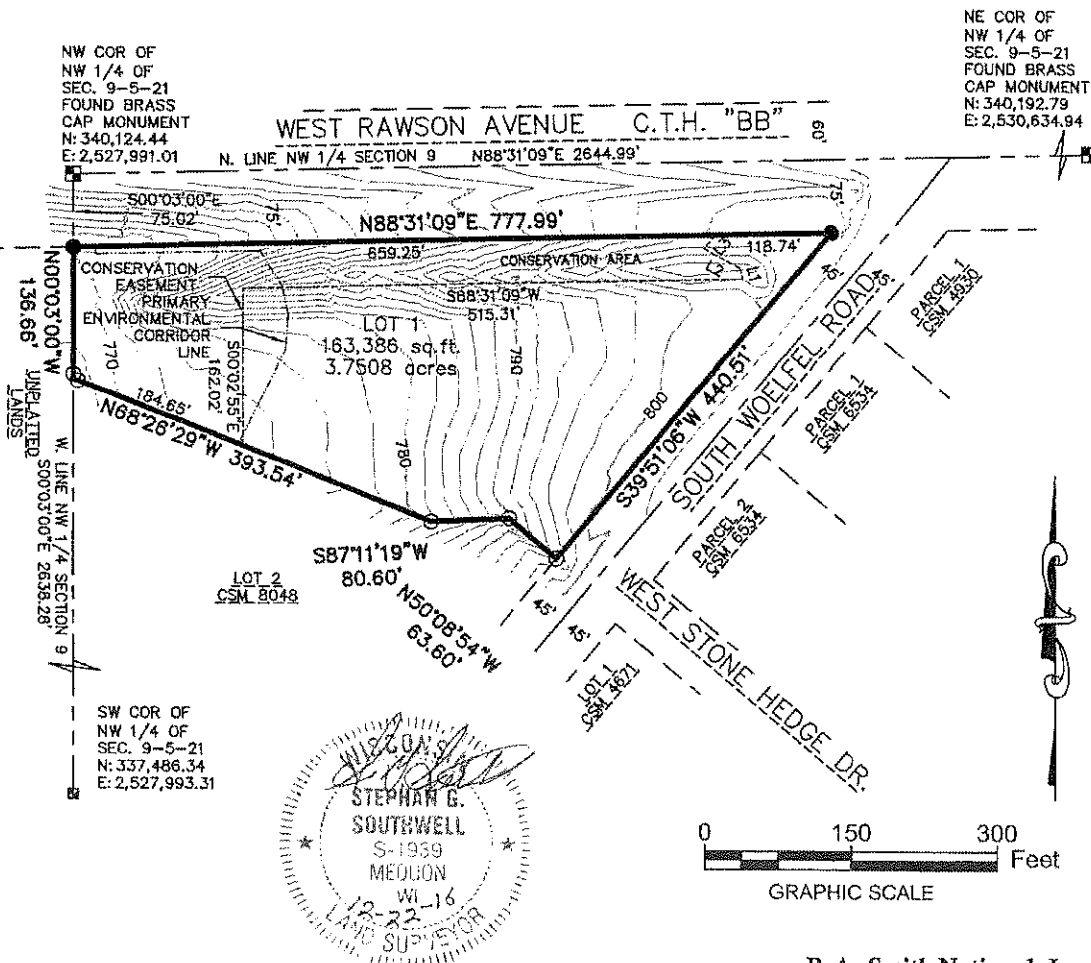 NW COR OF
NW 1/4 OF
SEC. 9-5-21
FOUND BRASS
CAP MONUMENT
N: 340,124.44
E: 2,527,991.01
NE COR OF
NW 1/4 OF
SEC. 9-5-21
FOUND BRASS
CAP MONUMENT
N: 340,192.79
E: 2,530,634.94
WEST RAWSON AVENUE C.T.H. "BB"
60'
N. LINE NW 1/4 SECTION 9 N88°31'09"E 2644.99'
S00°03'00"E
75.02'
75'
75'
N88°31'09"E 777.99'
659.25'
118.74'
CONSERVATION AREA
L2
L3
L1
CONSERVATION
EASEMENT
PRIMARY
ENVIRONMENTAL
CORRIDOR
LINE
S88°31'09"W
515.31'
LOT 1
163,386 sq.ft.
3.7508 acres
N0°03'00"W
136.66'
770
780
790
800
S00°02'55"E
162.02'
184.65'
N68°26'29"W 393.54'
S39°51'06"W 440.51'
45'
45'
SOUTH WOELFEL ROAD
PARCEL 1
CSM 4930
PARCEL 1
CSM 6534
PARCEL 2
CSM 6534
UNPLATTED
LANDS
W. LINE NW 1/4 SECTION 9
S00°03'00"E 2638.28'
S87°11'19"W
80.60'
N50°08'54"W
63.60'
LOT 2
CSM 8048
45'
45'
WEST STONE HEDGE DR.
LOT 1
CSM 4671
SW COR OF
NW 1/4 OF
SEC. 9-5-21
N: 337,486.34
E: 2,527,993.31
WISCONSIN
STEPHAN G.
SOUTHWELL
S-1939
MEQUON
WI
12-22-16
LAND SURVEYOR
0 150 300
Feet
GRAPHIC SCALE